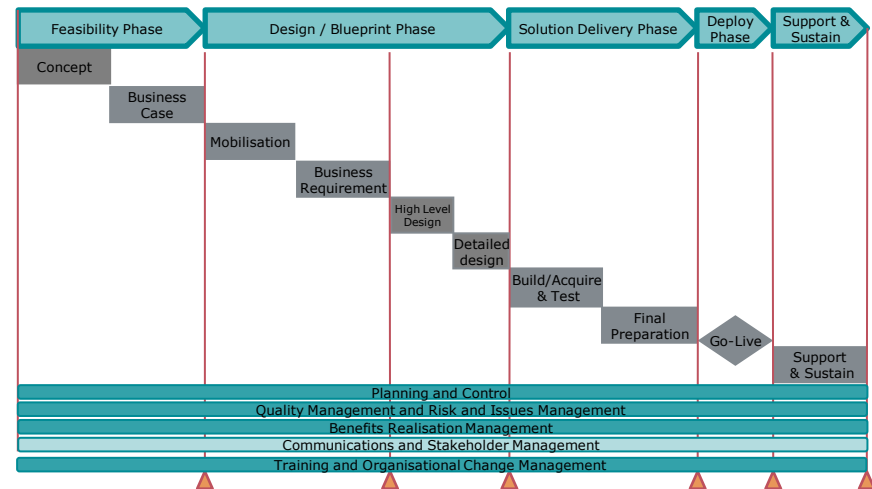 Feasibility Phase
Design / Blueprint Phase
Solution Delivery Phase
Deploy
Phase
Support &
Sustain
Concept
Business
Case
Mobilisation
Business
Requirement
High Level
Design
Detailed
design
Build/Acquire
& Test
Final
Preparation
Go-Live
Support
& Sustain
Planning and Control
Quality Management and Risk and Issues Management
Benefits Realisation Management
Communications and Stakeholder Management
Training and Organisational Change Management